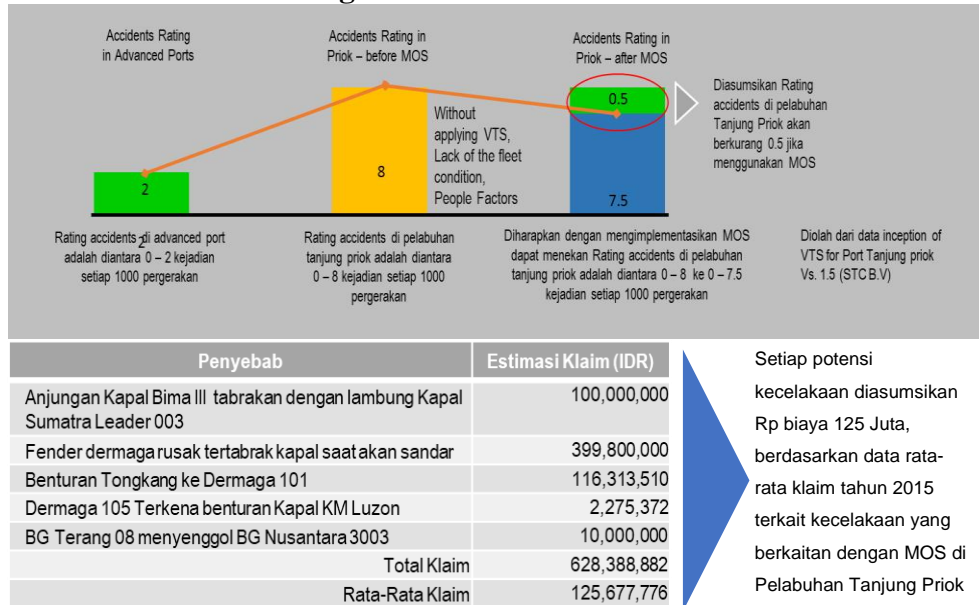 Accidents Rating
in Advanced Ports
Accidents Rating in
Priok – before MOS
Accidents Rating in
Priok – after MOS
2
8
Without
applying VTS,
Lack of the fleet
condition,
People Factors
0.5
7.5
Diasumsikan Rating
accidents di pelabuhan
Tanjung Priok akan
berkurang 0.5 jika
menggunakan MOS
Rating accidents di advanced port
2
adalah diantara 0 – 2 kejadian
setiap 1000 pergerakan
Rating accidents di pelabuhan
tanjung priok adalah diantara
0 – 8 kejadian setiap 1000
pergerakan
Diharapkan dengan mengimplementasikan MOS
dapat menekan Rating accidents di pelabuhan
tanjung priok adalah diantara 0 – 8 ke 0 – 7.5
kejadian setiap 1000 pergerakan
Diolah dari data inception of
VTS for Port Tanjung priok
Vs. 1.5 (STC B.V)
Penyebab Estimasi Klaim (IDR)
Anjungan Kapal Bima III tabrakan dengan lambung Kapal 100,000,000
Sumatra Leader 003
Fender dermaga rusak tertabrak kapal saat akan sandar 399,800,000
Benturan Tongkang ke Dermaga 101 116,313,510
Dermaga 105 Terkena benturan Kapal KM Luzon 2,275,372
BG Terang 08 menyenggol BG Nusantara 3003 10,000,000
Total Klaim 628,388,882
Rata-Rata Klaim 125,677,776
Setiap potensi
kecelakaan diasumsikan
Rp biaya 125 Juta,
berdasarkan data rata-
rata klaim tahun 2015
terkait kecelakaan yang
berkaitan dengan MOS di
Pelabuhan Tanjung Priok